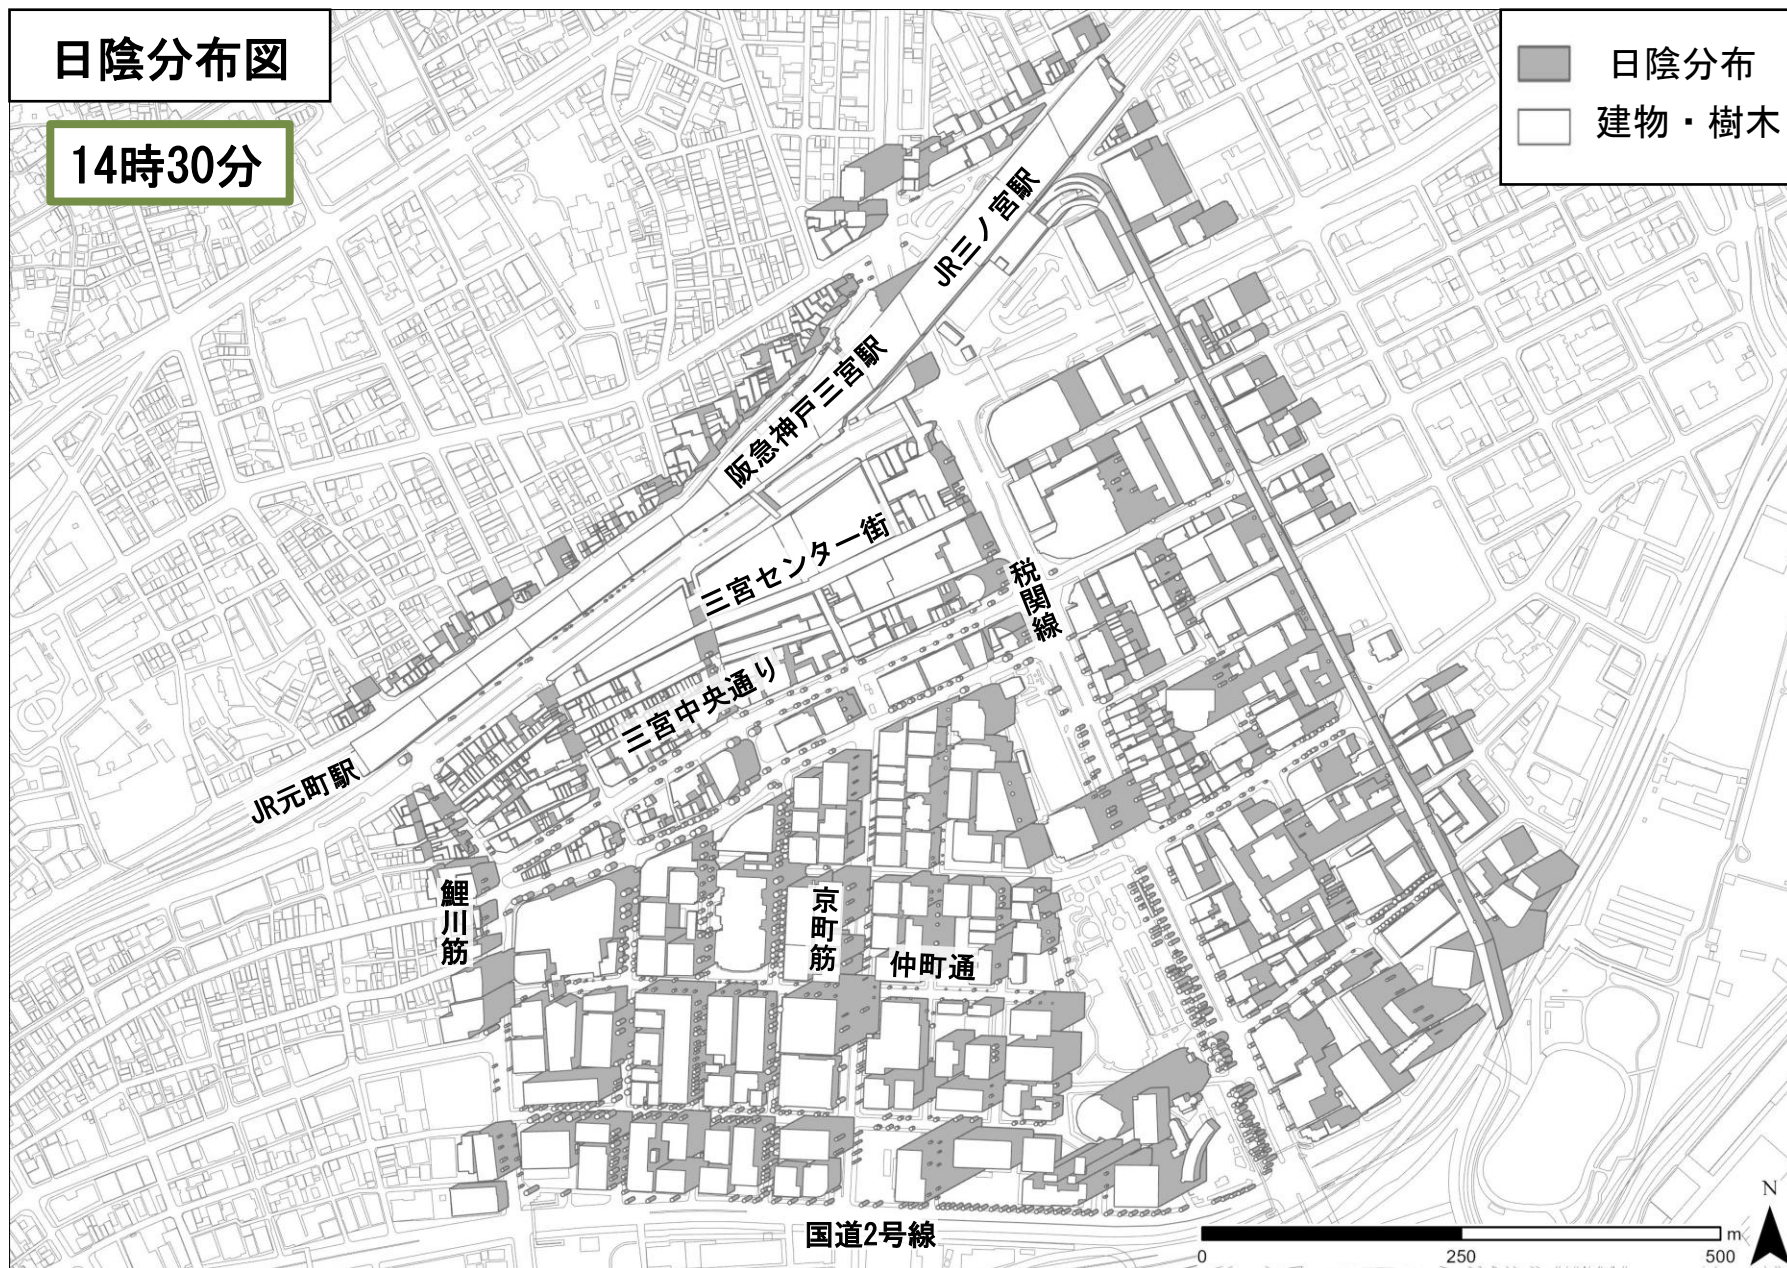 日陰分布図
14時30分
日陰分布
建物・樹木
JR三ノ宮駅
阪急神戸三宮駅
三宮センター街
税関線
三宮中央通り
JR元町駅
鯉川筋
京町筋
仲町通
国道2号線
N
m
0 250 500